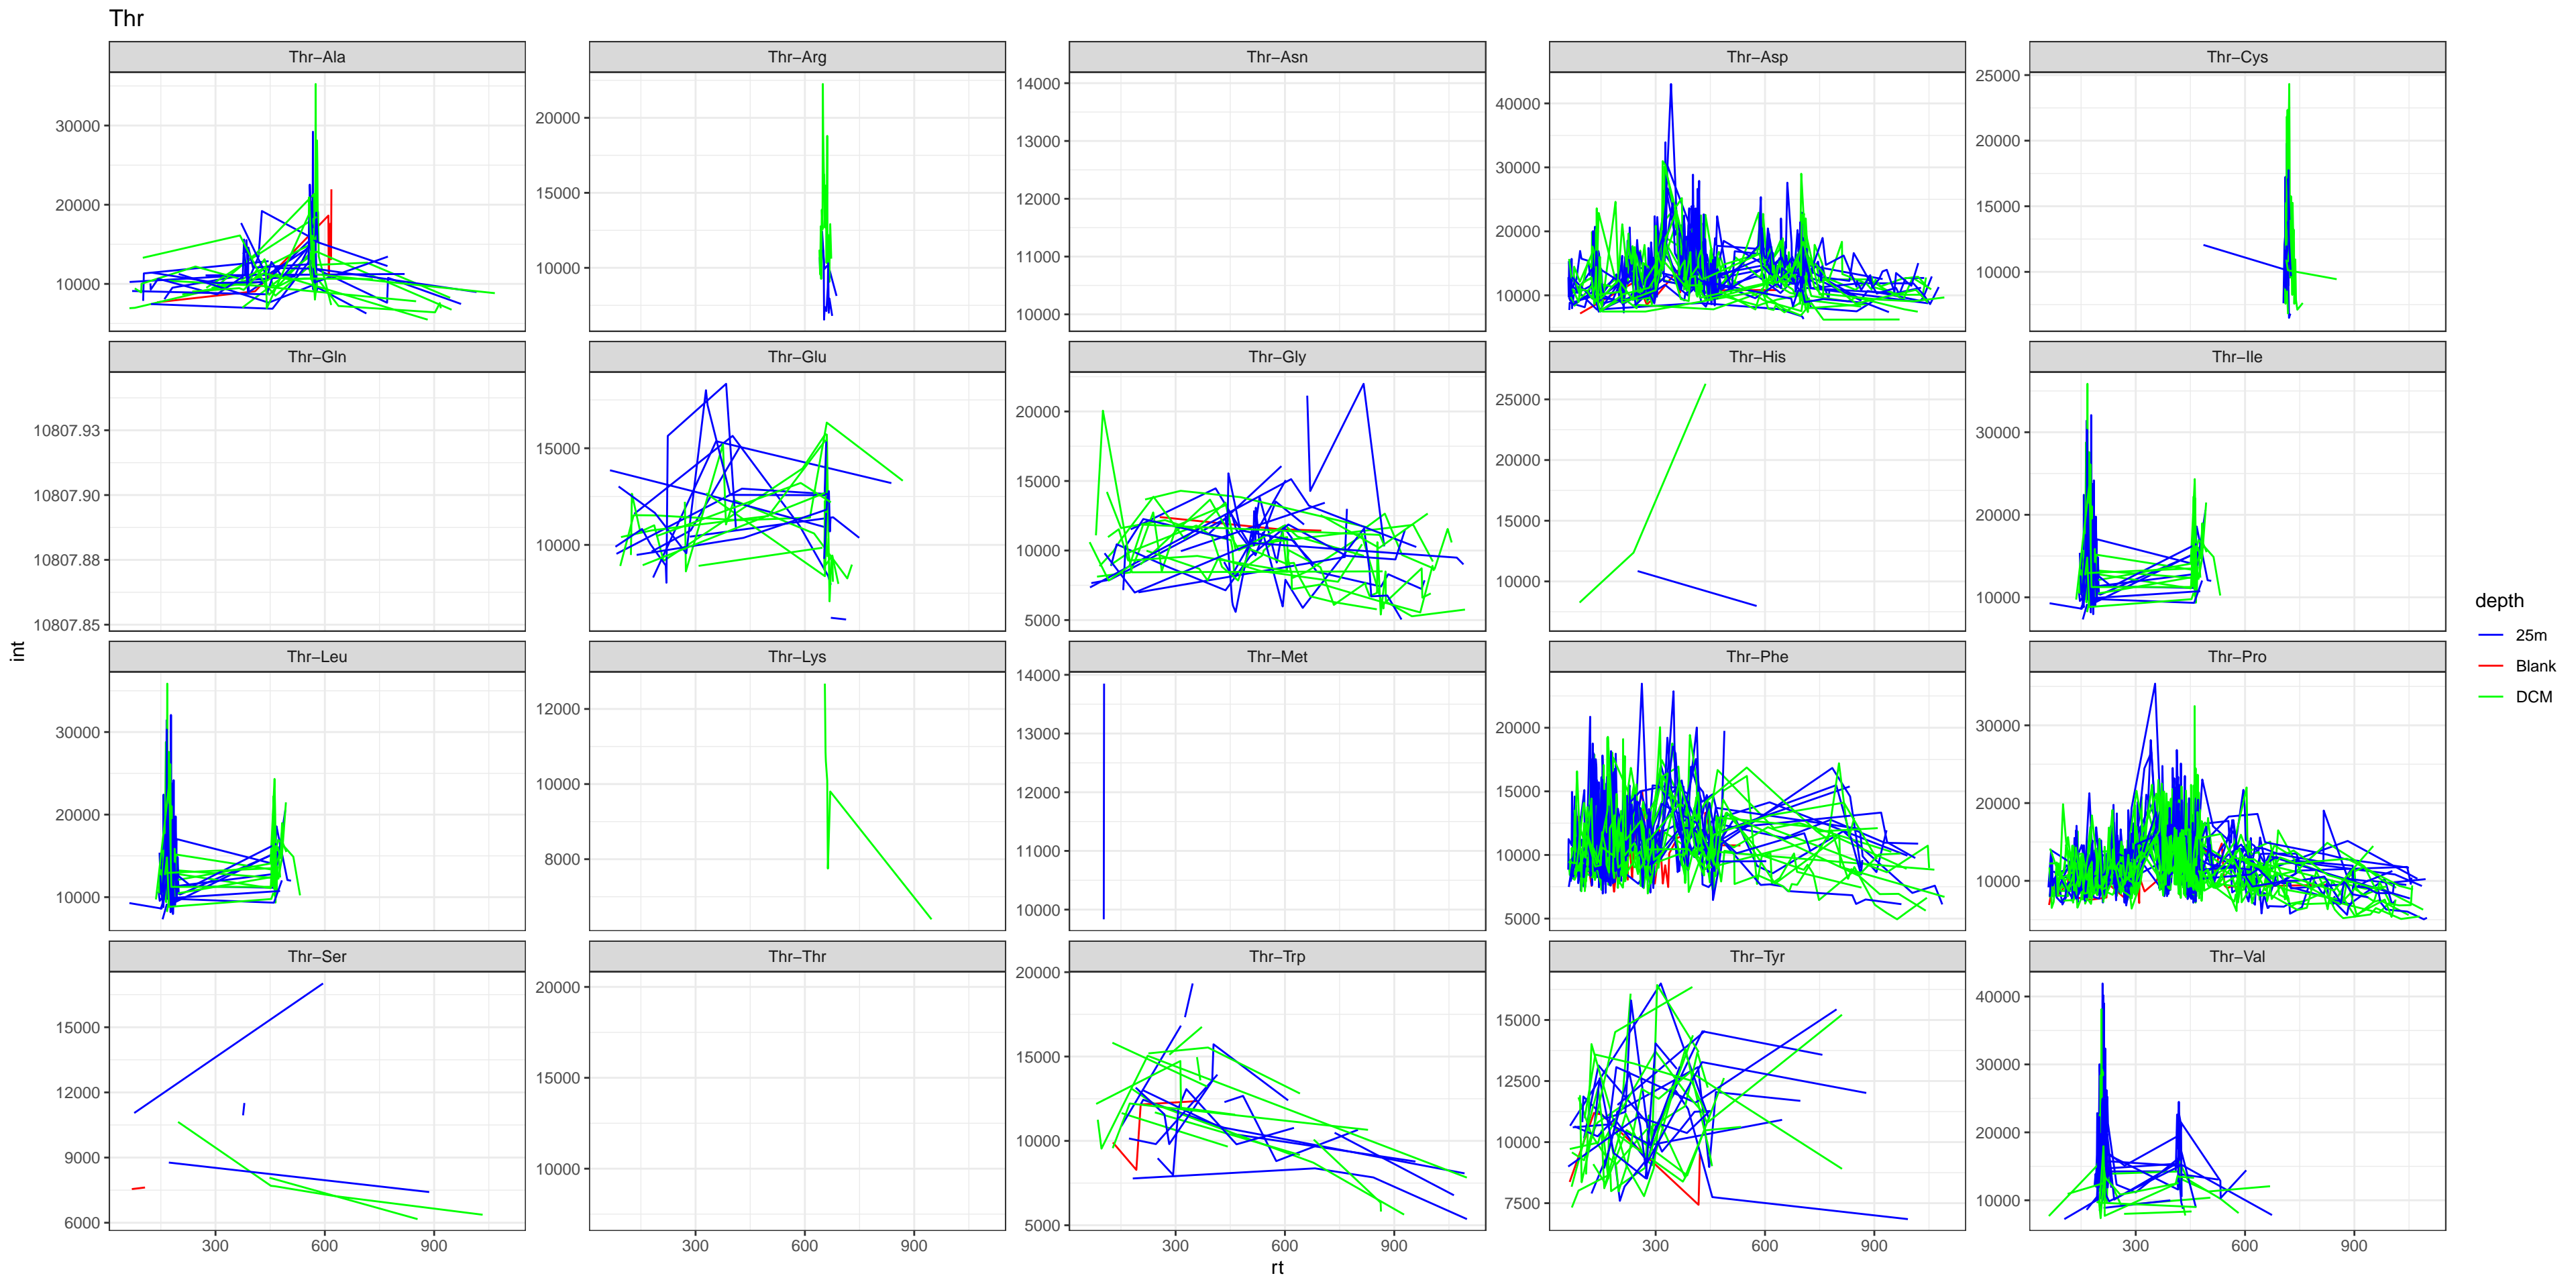 Thr
Thr−Ala Thr−Arg Thr−Asn Thr−Asp Thr−Cys
30000 20000 10000
20000 15000 10000
14000 13000 12000 11000 10000
40000 30000 20000 10000
25000 20000 15000 10000
Thr−Gln Thr−Glu Thr−Gly Thr−His Thr−Ile
10807.93 10807.90 10807.88 10807.85
15000 10000
20000 15000 10000 5000
25000 20000 15000 10000
30000 20000 10000
Thr−Leu Thr−Lys Thr−Met Thr−Phe Thr−Pro
30000 20000 10000
12000 10000 8000
14000 13000 12000 11000 10000
20000 15000 10000 5000
30000 20000 10000
Thr−Ser Thr−Thr Thr−Trp Thr−Tyr Thr−Val
15000 12000 9000 6000
20000 15000 10000
20000 15000 10000 5000
15000 12500 10000 7500
40000 30000 20000 10000
300 600 900 300 600 900 300 600 900 300 600 900 300 600 900
rt
int
depth
25m
Blank
DCM